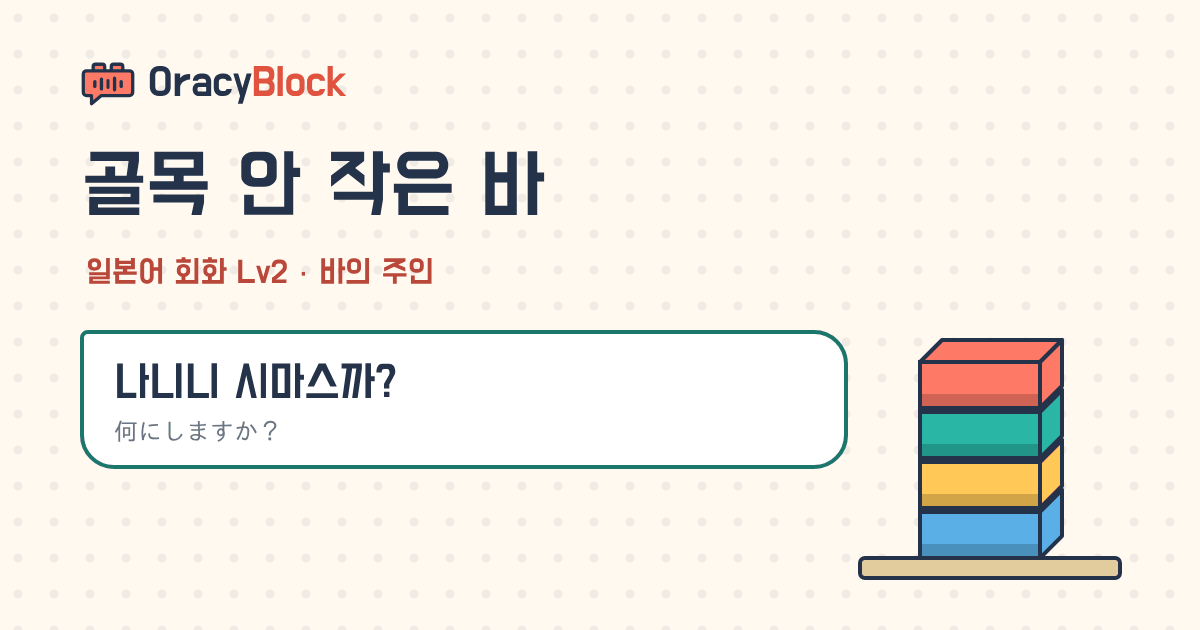 OracyBlock
골목 안 작은 바
일본어 회화 Lv2 · 바의 주인
나니니 시마스까?
何にしますか？